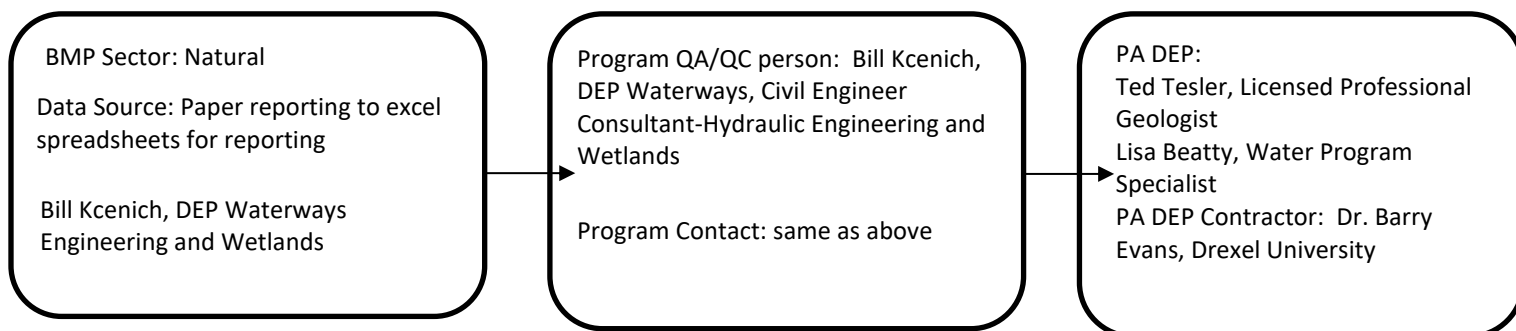 BMP Sector: Natural
Data Source: Paper reporting to excel
spreadsheets for reporting
Bill Kcenich, DEP Waterways
Engineering and Wetlands
Program QA/QC person:  Bill Kcenich,
DEP Waterways, Civil Engineer
Consultant-Hydraulic Engineering and
Wetlands
Program Contact: same as above
PA DEP:
Ted Tesler, Licensed Professional
Geologist
Lisa Beatty, Water Program
Specialist
PA DEP Contractor:  Dr. Barry
Evans, Drexel University